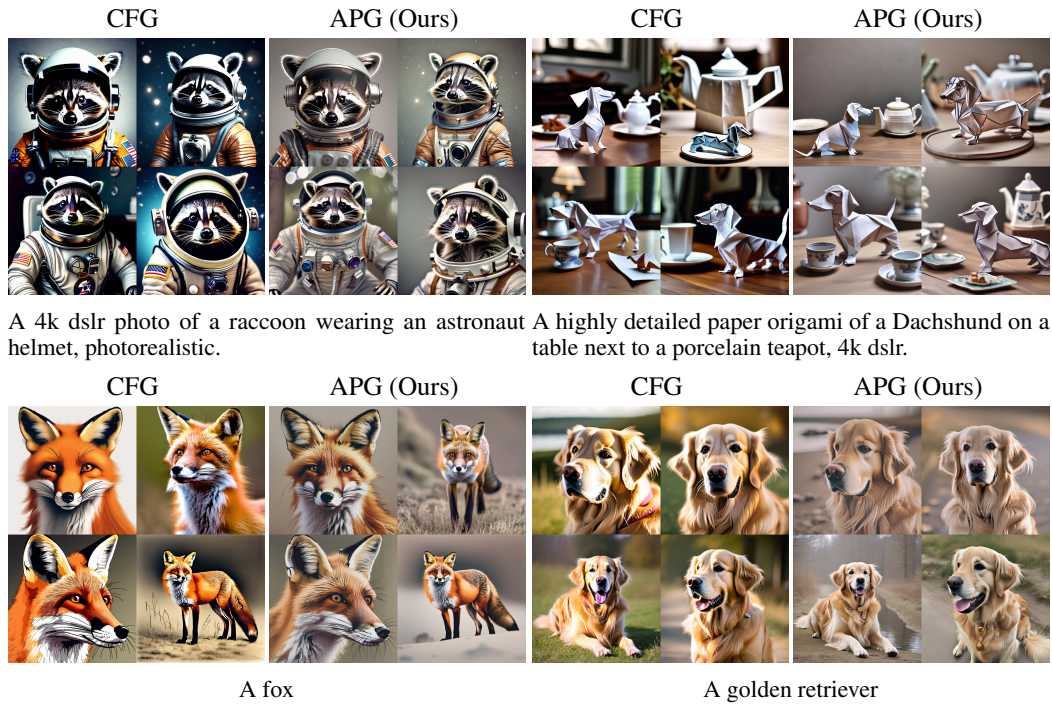 CFG
APG (Ours)
CFG
APG (Ours)
A 4k dslr photo of a raccoon wearing an astronaut
helmet, photorealistic.
A highly detailed paper origami of a Dachshund on a
table next to a porcelain teapot, 4k dslr.
CFG
APG (Ours)
CFG
APG (Ours)
A fox
A golden retriever